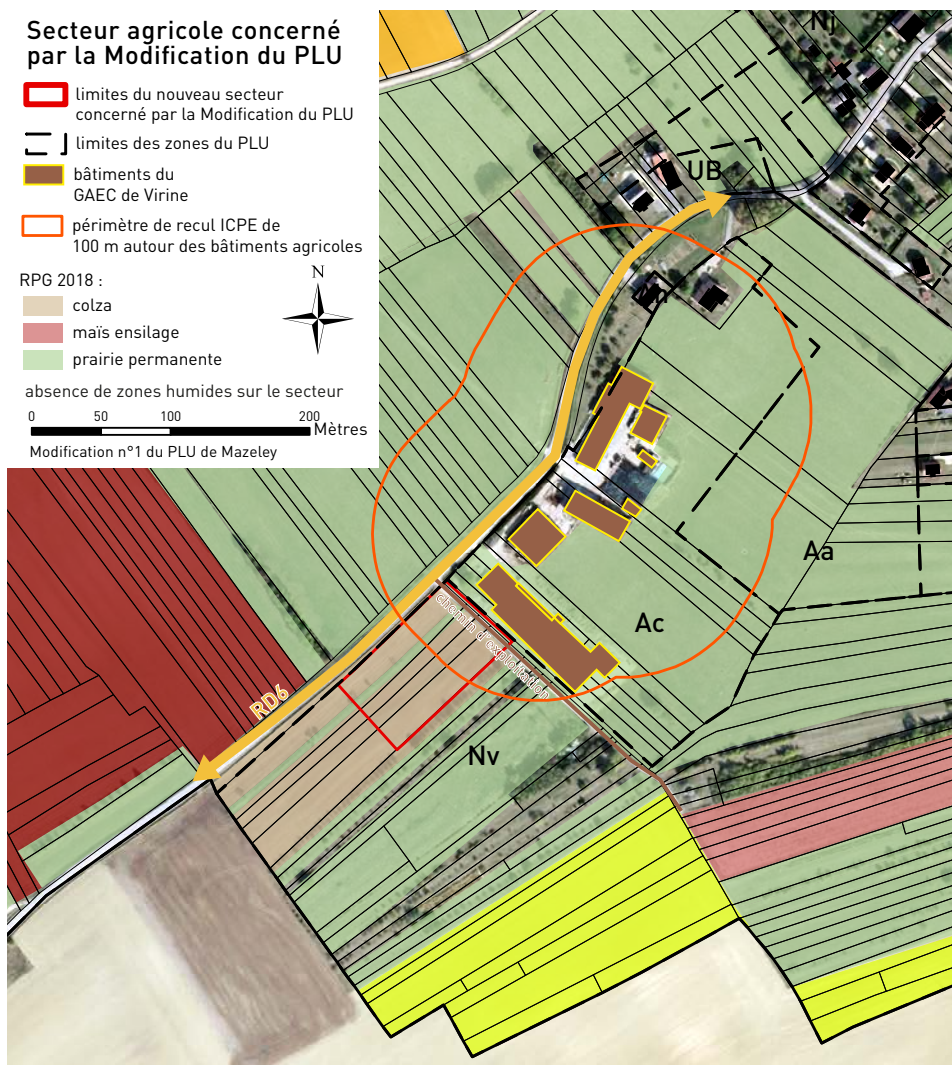 Secteur agricole concerné
par la Modification du PLU
limites du nouveau secteur
concerné par la Modification du PLU
limites des zones du PLU
bâtiments du
GAEC de Virine
périmètre de recul ICPE de
100 m autour des bâtiments agricoles
RPG 2018 :
N
colza
maïs ensilage
prairie permanente
absence de zones humides sur le secteur
0 50 100 200
Mètres
Modification n°1 du PLU de Mazeley
Nj
UB
Aa
Ac
chemin d'exploitation
RD6
Nv